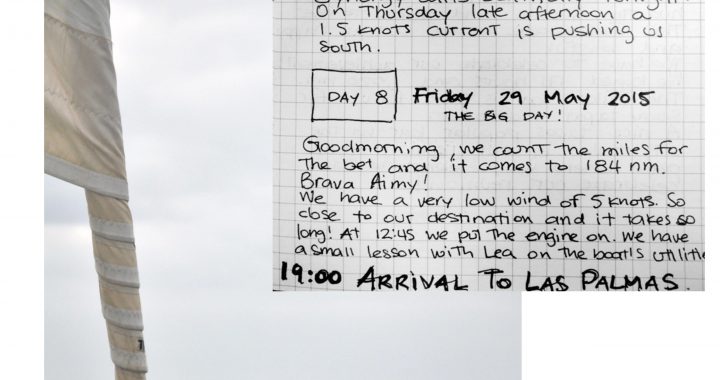 On Thursday late afternoon a
1.5 knots current is pushing us
south.
DAY 8 Friday 29 May 2015
THE BIG DAY!
Goodmorning, we count the miles for
the bet and it comes to 184 nm.
Brava Aimy!
We have a very low wind of 5 knots. So
close to our destination and it takes so
long! At 12:45 we put the engine on. We have
a small lesson with Lea on the boat's utilitie
19:00 ARRIVAL TO LAS PALMAS.